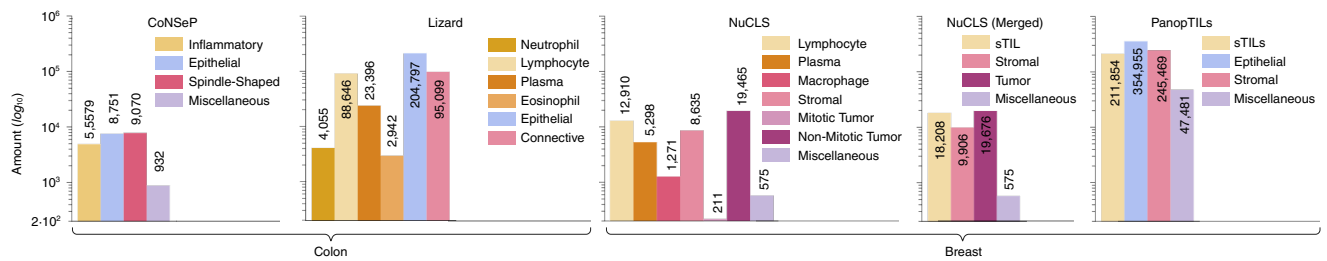 CoNSeP
Lizard
NuCLS
NuCLS (Merged)
PanopTILs
Amount (log₁₀)
10⁶
10⁵
10⁴
10³
2·10²
Inflammatory
Epithelial
Spindle-Shaped
Miscellaneous
5,5579
8,751
9,070
932
Neutrophil
Lymphocyte
Plasma
Eosinophil
Epithelial
Connective
4,055
88,646
23,396
2,942
204,797
95,099
Lymphocyte
Plasma
Macrophage
Stromal
Mitotic Tumor
Non-Mitotic Tumor
Miscellaneous
12,910
5,298
1,271
8,635
211
19,465
575
sTIL
Stromal
Tumor
Miscellaneous
18,208
9,906
19,676
575
sTILs
Eptithelial
Stromal
Miscellaneous
211,854
354,955
245,469
47,481
Colon
Breast